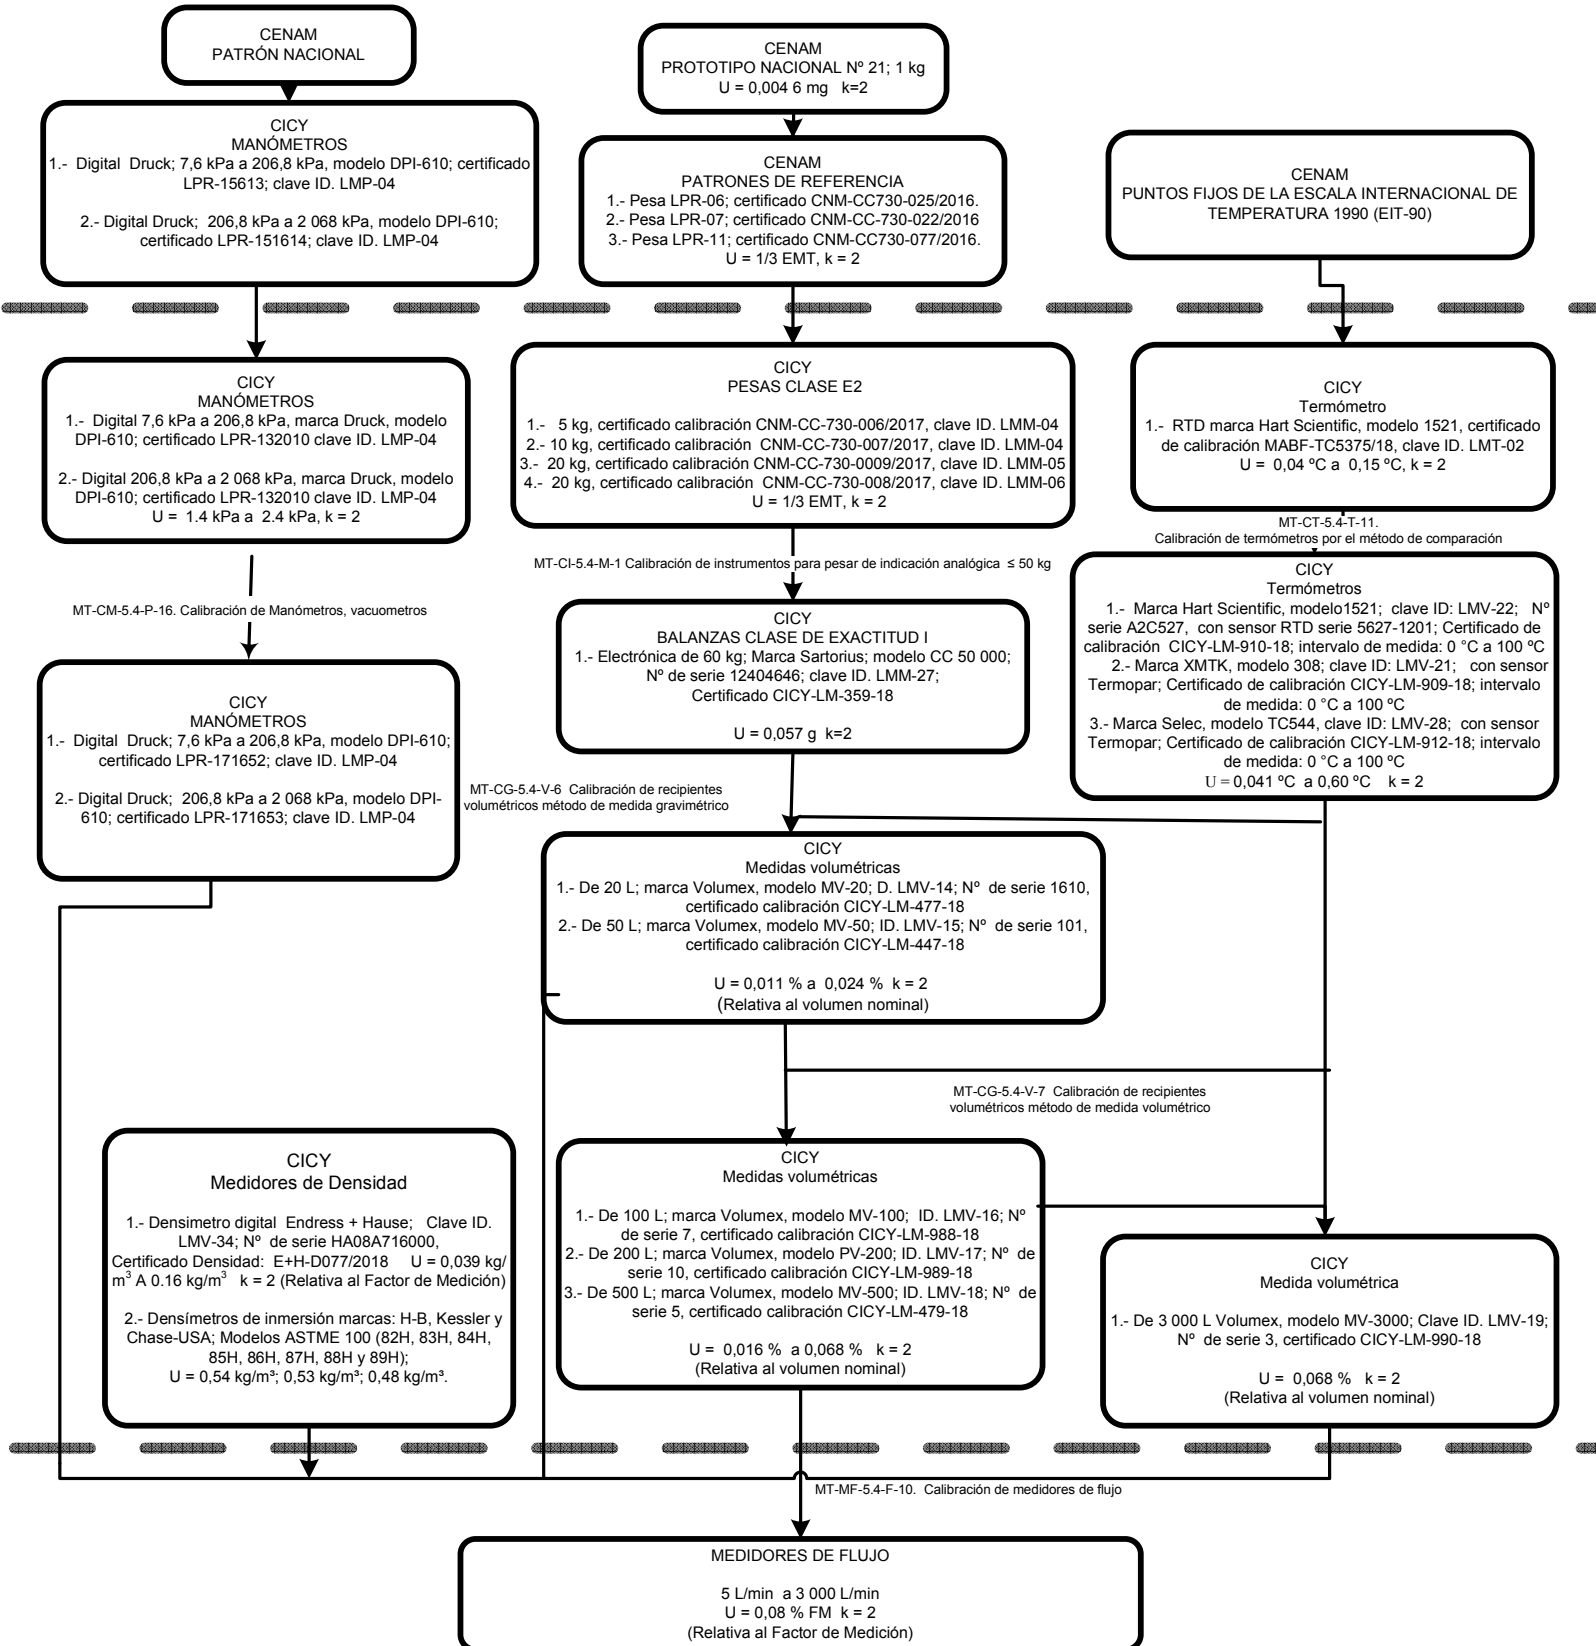 CENAM
PATRÓN NACIONAL
CENAM
PROTOTIPO NACIONAL Nº 21; 1 kg
U = 0,004 6 mg   k=2
CICY
MANÓMETROS
1.-  Digital  Druck; 7,6 kPa a 206,8 kPa, modelo DPI-610; certificado
LPR-15613; clave ID. LMP-04
2.- Digital Druck;  206,8 kPa a 2 068 kPa, modelo DPI-610;
certificado LPR-151614; clave ID. LMP-04
CENAM
PATRONES DE REFERENCIA
1.- Pesa LPR-06; certificado CNM-CC730-025/2016.
2.- Pesa LPR-07; certificado CNM-CC-730-022/2016
3.- Pesa LPR-11; certificado CNM-CC730-077/2016.
U = 1/3 EMT, k = 2
CENAM
PUNTOS FIJOS DE LA ESCALA INTERNACIONAL DE
TEMPERATURA 1990 (EIT-90)
CICY
MANÓMETROS
1.-  Digital 7,6 kPa a 206,8 kPa, marca Druck, modelo
DPI-610; certificado LPR-132010 clave ID. LMP-04
2.- Digital 206,8 kPa a 2 068 kPa, marca Druck, modelo
DPI-610; certificado LPR-132010 clave ID. LMP-04
U =  1.4 kPa a  2.4 kPa, k = 2
CICY
PESAS CLASE E2
1.-   5 kg, certificado calibración CNM-CC-730-006/2017, clave ID. LMM-04
2.- 10 kg, certificado calibración  CNM-CC-730-007/2017, clave ID. LMM-04
3.-  20 kg, certificado calibración CNM-CC-730-0009/2017, clave ID. LMM-05
4.-  20 kg, certificado calibración  CNM-CC-730-008/2017, clave ID. LMM-06
U = 1/3 EMT, k = 2
CICY
Termómetro
1.-  RTD marca Hart Scientific, modelo 1521, certificado
de calibración MABF-TC5375/18, clave ID. LMT-02
U =  0,04 ºC a  0,15 ºC, k = 2
MT-CT-5.4-T-11.
Calibración de termómetros por el método de comparación
MT-CI-5.4-M-1 Calibración de instrumentos para pesar de indicación analógica  ≤ 50 kg
MT-CM-5.4-P-16. Calibración de Manómetros, vacuometros
CICY
BALANZAS CLASE DE EXACTITUD I
1.- Electrónica de 60 kg; Marca Sartorius; modelo CC 50 000;
Nº de serie 12404646; clave ID. LMM-27;
Certificado CICY-LM-359-18
U = 0,057 g  k=2
CICY
Termómetros
1.-  Marca Hart Scientific, modelo1521;  clave ID: LMV-22;   Nº
serie A2C527,  con sensor RTD serie 5627-1201; Certificado de
calibración  CICY-LM-910-18; intervalo de medida: 0 °C a 100 ºC
2.- Marca XMTK, modelo 308; clave ID: LMV-21;   con sensor
Termopar; Certificado de calibración CICY-LM-909-18; intervalo
de medida: 0 °C a 100 ºC
3.- Marca Selec, modelo TC544, clave ID: LMV-28;  con sensor
Termopar; Certificado de calibración CICY-LM-912-18; intervalo
de medida: 0 °C a 100 ºC
U = 0,041 ºC  a 0,60 ºC    k = 2
CICY
MANÓMETROS
1.-  Digital  Druck; 7,6 kPa a 206,8 kPa, modelo DPI-610;
certificado LPR-171652; clave ID. LMP-04
2.- Digital Druck;  206,8 kPa a 2 068 kPa, modelo DPI-
610; certificado LPR-171653; clave ID. LMP-04
MT-CG-5.4-V-6  Calibración de recipientes
volumétricos método de medida gravimétrico
CICY
Medidas volumétricas
1.- De 20 L; marca Volumex, modelo MV-20; D. LMV-14; Nº  de serie 1610,
certificado calibración CICY-LM-477-18
2.- De 50 L; marca Volumex, modelo MV-50; ID. LMV-15; Nº  de serie 101,
certificado calibración CICY-LM-447-18
U = 0,011 % a  0,024 %  k = 2
(Relativa al volumen nominal)
MT-CG-5.4-V-7  Calibración de recipientes
volumétricos método de medida volumétrico
CICY
Medidores de Densidad
1.- Densimetro digital  Endress + Hause;   Clave ID.
LMV-34; Nº  de serie HA08A716000,
Certificado Densidad:  E+H-D077/2018     U = 0,039 kg/
m³ A 0.16 kg/m³   k = 2 (Relativa al Factor de Medición)
2.- Densímetros de inmersión marcas: H-B, Kessler y
Chase-USA; Modelos ASTME 100 (82H, 83H, 84H,
85H, 86H, 87H, 88H y 89H);
U = 0,54 kg/m³; 0,53 kg/m³; 0,48 kg/m³.
CICY
Medidas volumétricas
1.- De 100 L; marca Volumex, modelo MV-100;  ID. LMV-16; Nº
de serie 7, certificado calibración CICY-LM-988-18
2.- De 200 L; marca Volumex, modelo PV-200; ID. LMV-17; Nº  de
serie 10, certificado calibración CICY-LM-989-18
3.- De 500 L; marca Volumex, modelo MV-500; ID. LMV-18; Nº  de
serie 5, certificado calibración CICY-LM-479-18
U =  0,016 %  a 0,068 %   k = 2
(Relativa al volumen nominal)
CICY
Medida volumétrica
1.- De 3 000 L Volumex, modelo MV-3000; Clave ID. LMV-19;
Nº  de serie 3, certificado CICY-LM-990-18
U =  0,068 %   k = 2
(Relativa al volumen nominal)
MT-MF-5.4-F-10.  Calibración de medidores de flujo
MEDIDORES DE FLUJO
5 L/min  a 3 000 L/min
U = 0,08 % FM  k = 2
(Relativa al Factor de Medición)